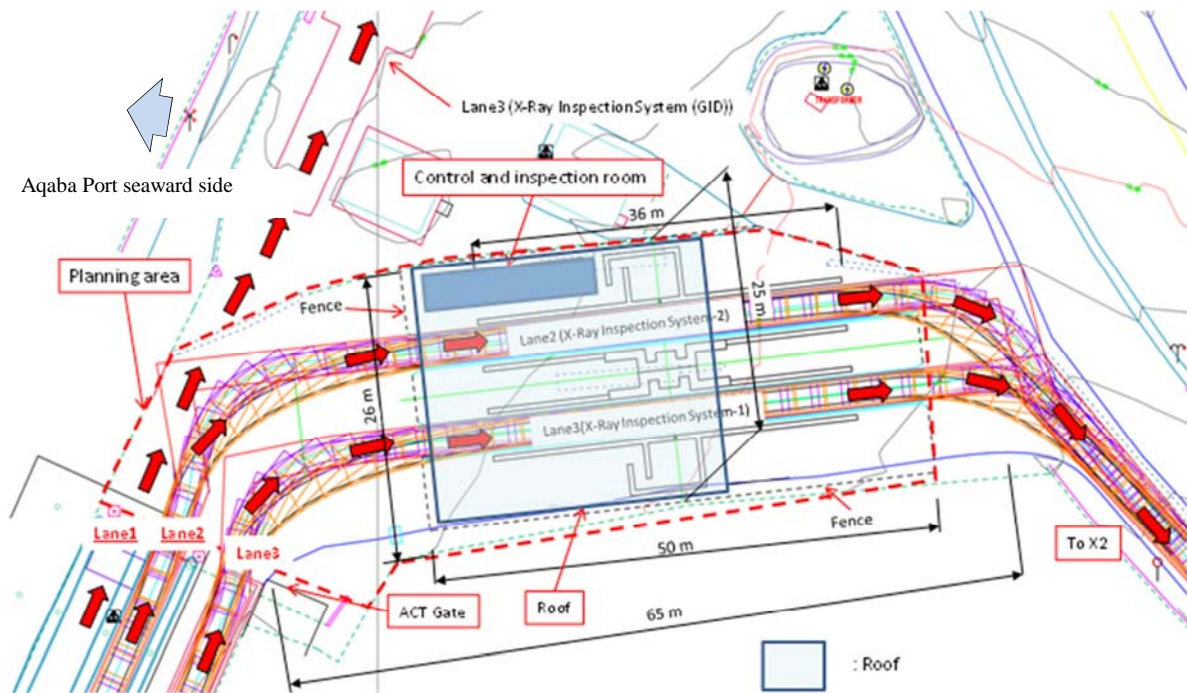 Lane3 (X-Ray Inspection System (GID))
TRANSFORMER
Aqaba Port seaward side
Control and inspection room
36 m
Planning area
Fence
25 m
Lane2 (X-Ray Inspection System-2)
26 m
Lane3(X-Ray Inspection System-1)
Lane1
Lane2
Lane3
Fence
50 m
To X2
ACT Gate
Roof
65 m
: Roof